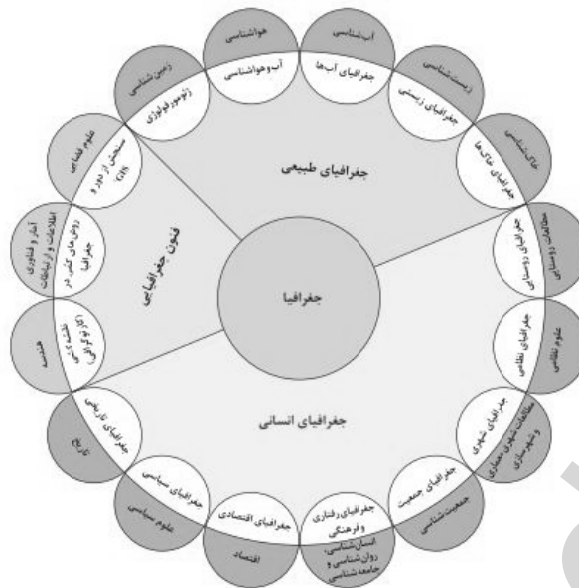 هواشناسی
آب و هواشناسی
آب‌شناسی
جغرافیای آب‌ها
زیست‌شناسی
جغرافیای زیستی
خاک‌شناسی
جغرافیای خاک‌ها
زمین شناسی
ژئومورفولوژی
علوم فضایی
سنجش از دور و
GIS
آمار و فناوری
اطلاعات و ارتباطات
روش‌های کمّی در
جغرافیا
هندسه
نقشه کشی
(کارتوگرافی)
جغرافیای طبیعی
فنون جغرافیایی
جغرافیا
جغرافیای انسانی
مطالعات روستایی
جغرافیای روستایی
علوم نظامی
جغرافیای نظامی
مطالعات شهری،معماری
و شهرسازی
جغرافیای شهری
جمعیت‌شناسی
جغرافیای جمعیت
جغرافیای رفتاری
و فرهنگی
انسان‌شناسی،
روان‌شناسی و
جامعه‌شناسی
جغرافیای اقتصادی
اقتصاد
جغرافیای سیاسی
علوم سیاسی
جغرافیای تاریخی
تاریخ